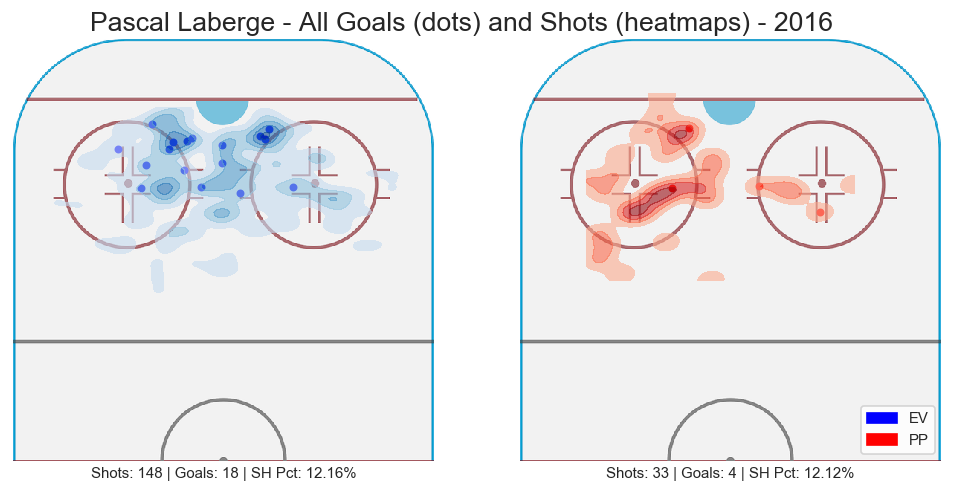 Pascal Laberge - All Goals (dots) and Shots (heatmaps) - 2016
EV
PP
Shots: 148 | Goals: 18 | SH Pct: 12.16%
Shots: 33 | Goals: 4 | SH Pct: 12.12%